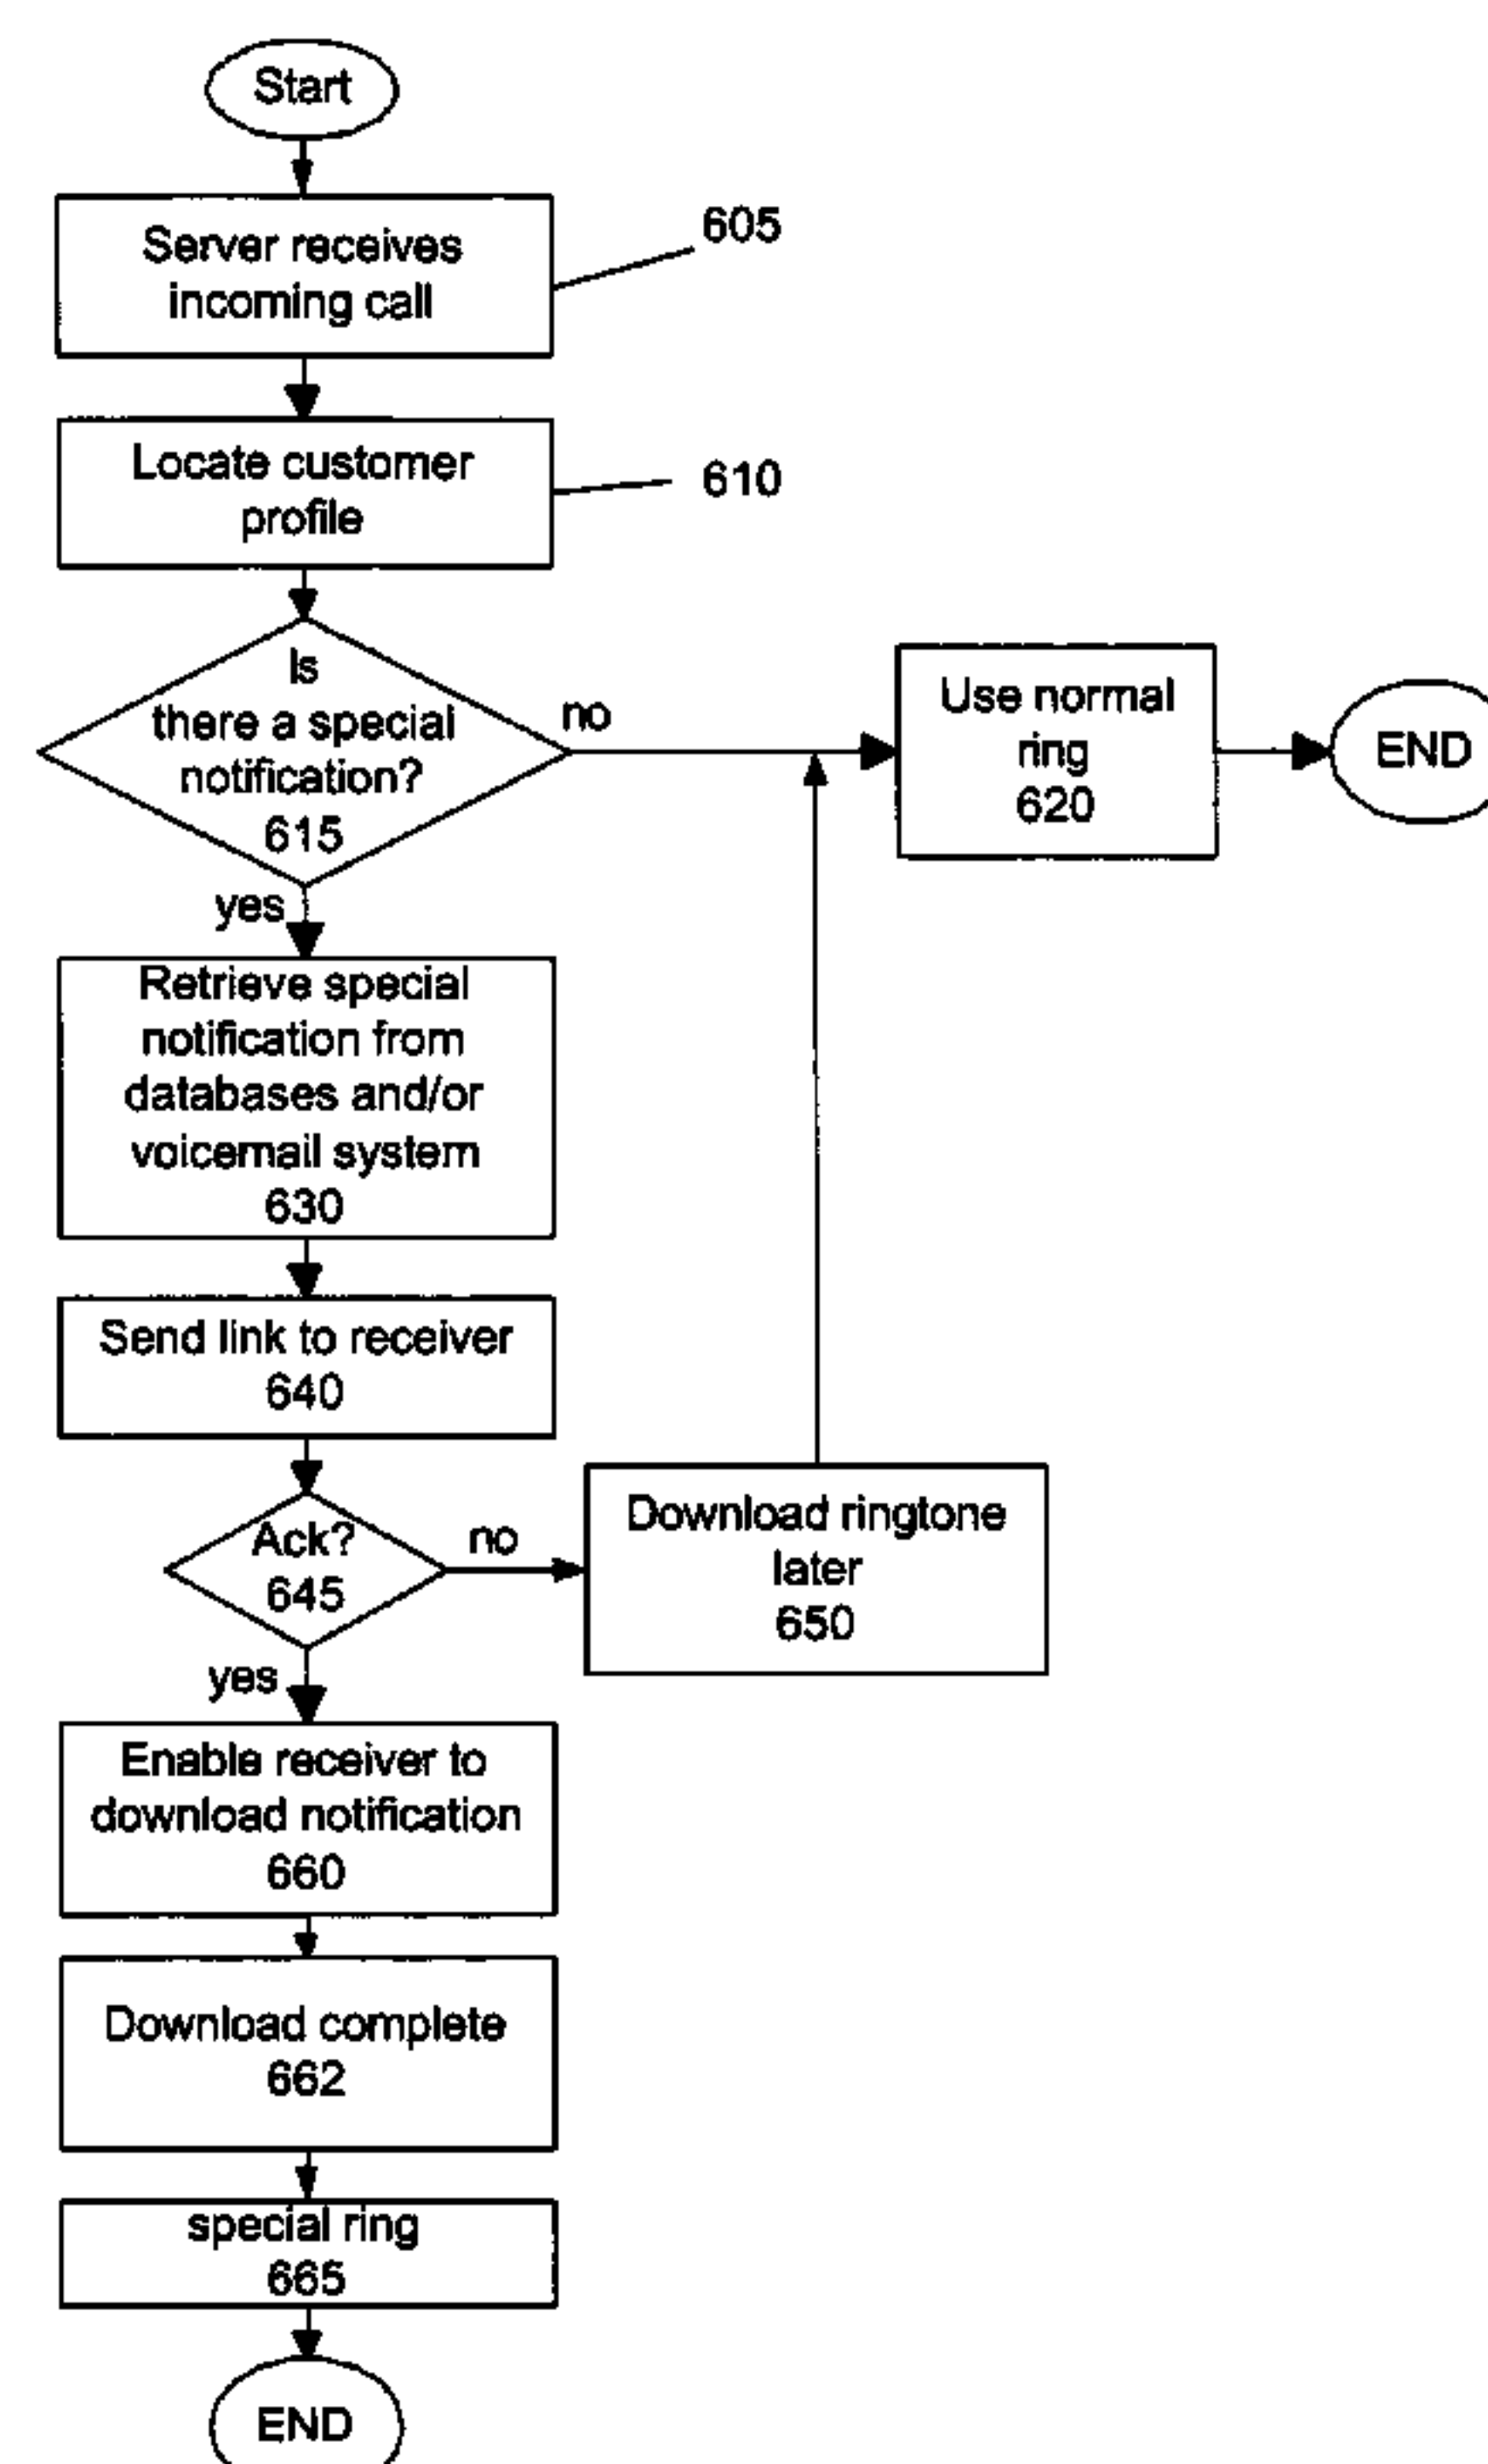 Start
Server receives
incoming call
605
Locate customer
profile
610
Is
there a special
notification?
615
no
Use normal
ring
620
END
yes
Retrieve special
notification from
databases and/or
voicemail system
630
Send link to receiver
640
Ack?
645
no
Download ringtone
later
650
yes
Enable receiver to
download notification
660
Download complete
662
special ring
665
END